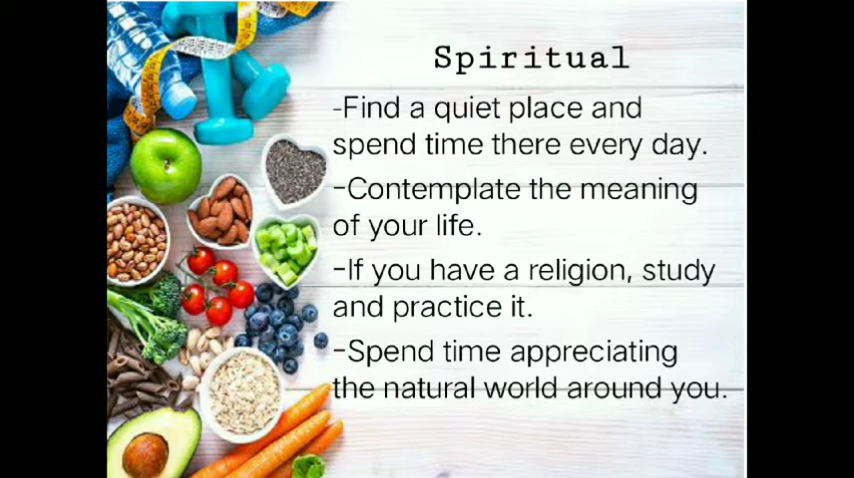 Spiritual
-Find a quiet place and
spend time there every day.
-Contemplate the meaning
of your life.
-If you have a religion, study
and practice it.
-Spend time appreciating
the natural world around you.